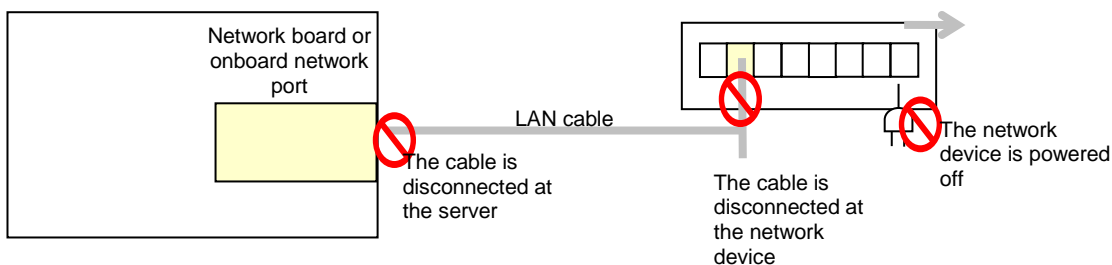 Network board or
onboard network
port
LAN cable
The cable is
disconnected at
the server
The cable is
disconnected at
the network
device
The network
device is powered
off